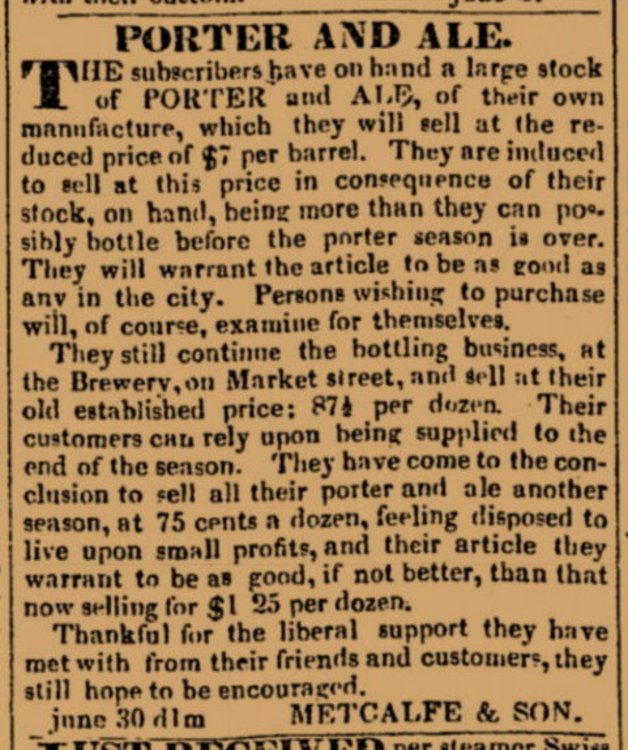 PORTER AND ALE.
THE subscribers have on hand a large stock
of PORTER and ALE, of their own
manufacture, which they will sell at the re-
duced price of $7 per barrel. They are induced
to sell at this price in consequence of their
stock, on hand, being more than they can pos-
sibly bottle before the porter season is over.
They will warrant the article to be as good as
any in the city. Persons wishing to purchase
will, of course, examine for themselves.
They still continue the bottling business, at
the Brewery, on Market street, and sell at their
old established price: 87½ per dozen. Their
customers can rely upon being supplied to the
end of the season. They have come to the con-
clusion to sell all their porter and ale another
season, at 75 cents a dozen, feeling disposed to
live upon small profits, and their article they
warrant to be as good, if not better, than that
now selling for $1 25 per dozen.
Thankful for the liberal support they have
met with from their friends and customers, they
still hope to be encouraged.
june 30 d1m METCALFE & SON.
JUST RECEIVED per steamer Swiss